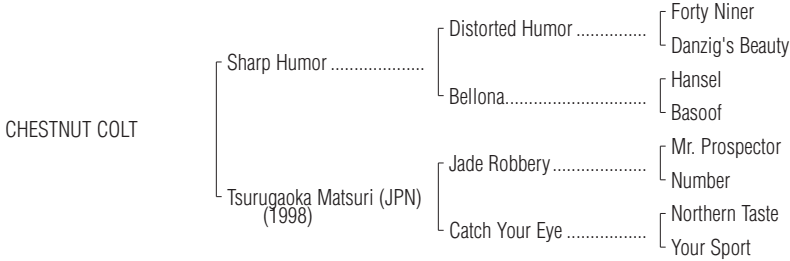 Forty Niner
Distorted Humor ...............
Danzig's Beauty
Sharp Humor ....................
Hansel
Bellona..............................
Basoof
CHESTNUT COLT
Mr. Prospector
Jade Robbery ....................
Number
Tsurugaoka Matsuri (JPN)
(1998)
Northern Taste
Catch Your Eye .................
Your Sport